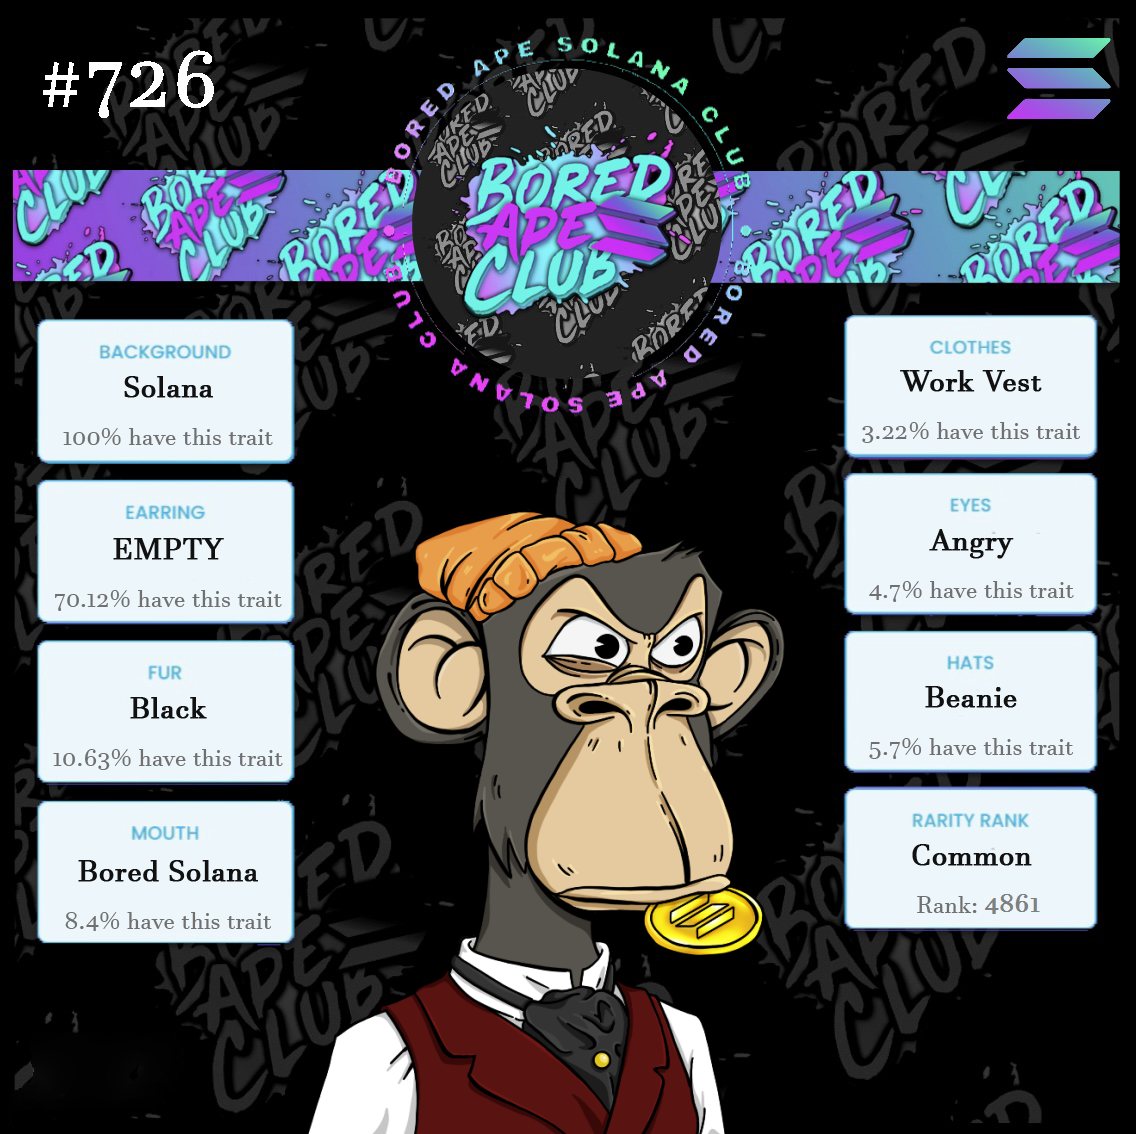 #726
BORED APE SOLANA CLUB
BORED APE SOLANA CLUB
BORED
APE
CLUB
BACKGROUND
Solana
100% have this trait
EARRING
EMPTY
70.12% have this trait
FUR
Black
10.63% have this trait
MOUTH
Bored Solana
8.4% have this trait
CLOTHES
Work Vest
3.22% have this trait
EYES
Angry
4.7% have this trait
HATS
Beanie
5.7% have this trait
RARITY RANK
Common
Rank: 4861